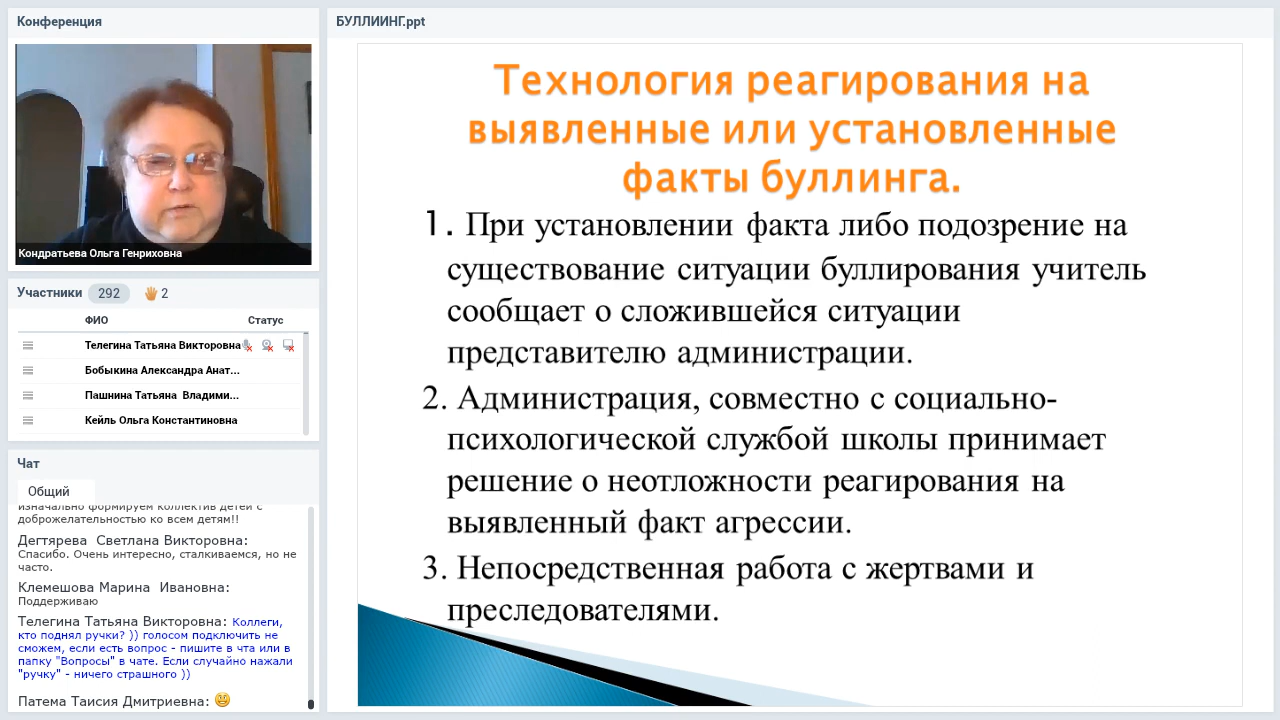 Конференция
Кондратьева Ольга Генриховна
Участники 292 2
ФИО Статус
Телегина Татьяна Викторовна
Бобыкина Александра Анат...
Пашнина Татьяна Владими...
Кейль Ольга Константиновна
Чат
Общий
изначально формируем коллектив детей с
доброжелательностью ко всем детям!!
Дегтярева Светлана Викторовна:
Спасибо. Очень интересно, сталкиваемся, но не
часто.
Клемешова Марина Ивановна:
Поддерживаю
Телегина Татьяна Викторовна: Коллеги,
кто поднял ручки? )) голосом подключить не
сможем, если есть вопрос - пишите в чта или в
папку "Вопросы" в чате. Если случайно нажали
"ручку" - ничего страшного ))
Патема Таисия Дмитриевна:
БУЛЛИИНГ.ppt
Технология реагирования на
выявленные или установленные
факты буллинга.
1. При установлении факта либо подозрение на
существование ситуации буллирования учитель
сообщает о сложившейся ситуации
представителю администрации.
2. Администрация, совместно с социально-
психологической службой школы принимает
решение о неотложности реагирования на
выявленный факт агрессии.
3. Непосредственная работа с жертвами и
преследователями.